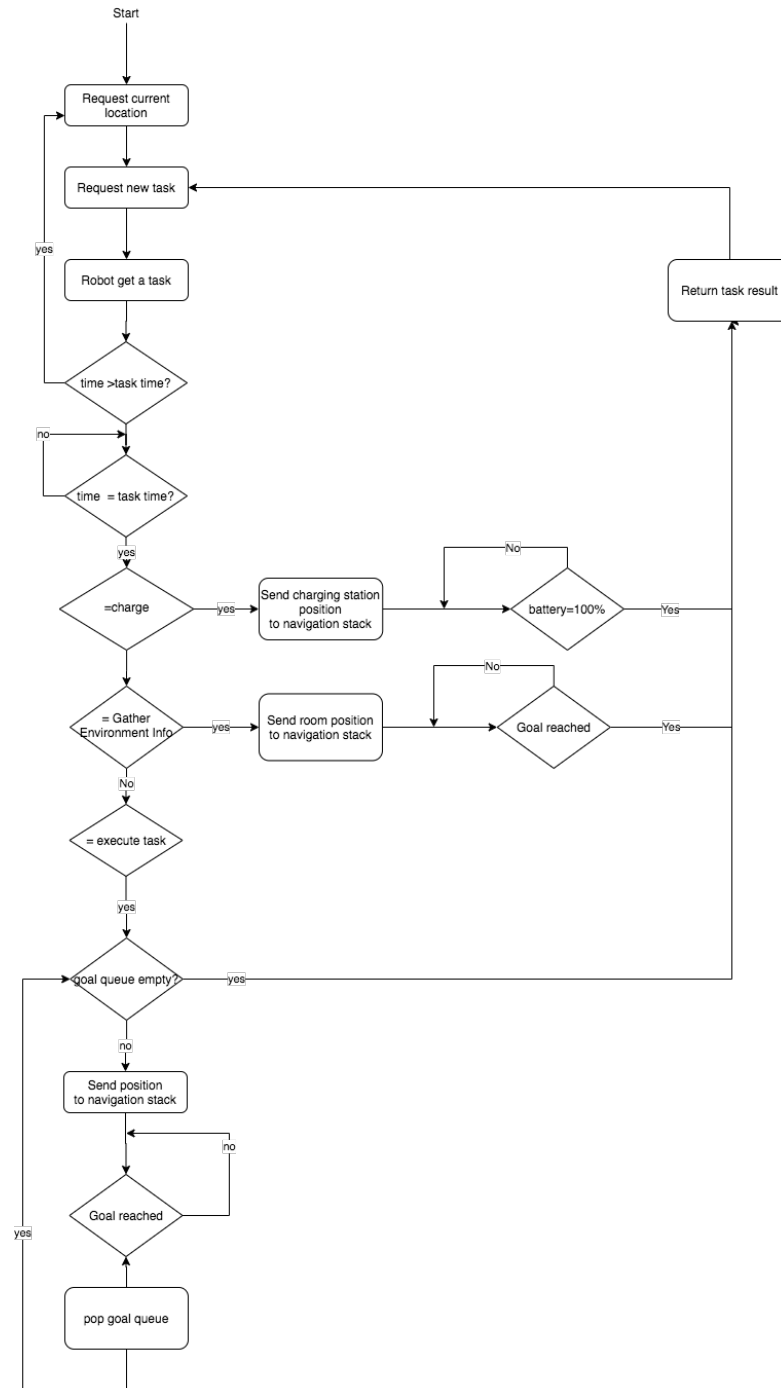 Start
Request current
location
Request new task
yes
Robot get a task
Return task result
time >task time?
no
time = task time?
yes
=charge
yes
Send charging station
position
to navigation stack
No
battery=100%
Yes
= Gather
Environment Info
yes
Send room position
to navigation stack
No
Goal reached
Yes
No
= execute task
yes
goal queue empty?
yes
no
Send position
to navigation stack
no
Goal reached
yes
pop goal queue